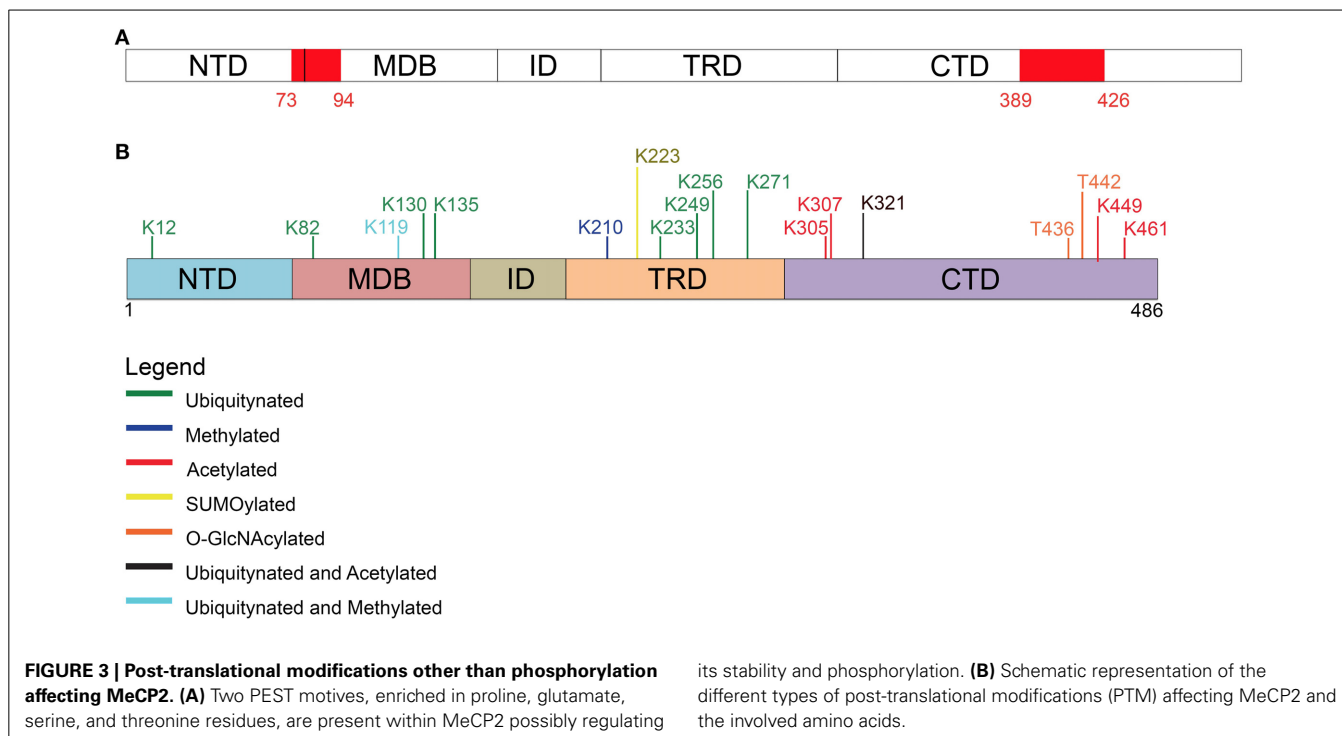 A
NTD MDB ID TRD CTD
73 94 389 426
B
K223
K256 K271 T442
K130 K135 K249 K307 K321 K449
K12 K82 K119 K210 K233 K305 T436 K461
NTD MDB ID TRD CTD
1 486
Legend
Ubiquitynated
Methylated
Acetylated
SUMOylated
O-GlcNAcylated
Ubiquitynated and Acetylated
Ubiquitynated and Methylated
FIGURE 3 | Post-translational modifications other than phosphorylation
affecting MeCP2. (A) Two PEST motives, enriched in proline, glutamate,
serine, and threonine residues, are present within MeCP2 possibly regulating
its stability and phosphorylation. (B) Schematic representation of the
different types of post-translational modifications (PTM) affecting MeCP2 and
the involved amino acids.